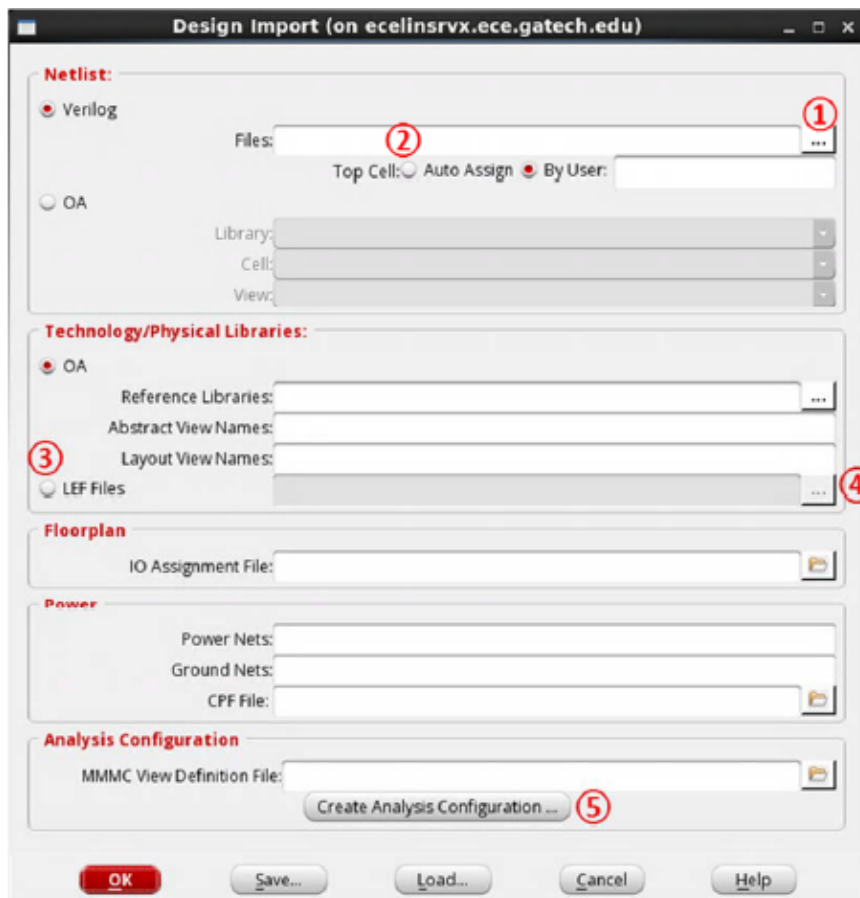 Design Import (on ecelinsrvx.ece.gatech.edu)
Netlist:
Verilog
①
Files:
②
...
Top Cell: Auto Assign By User:
OA
Library:
Cell:
View:
Technology/Physical Libraries:
OA
Reference Libraries: ...
Abstract View Names:
③ Layout View Names:
LEF Files ... ④
Floorplan
IO Assignment File:
Power
Power Nets:
Ground Nets:
CPF File:
Analysis Configuration
MMMC View Definition File:
Create Analysis Configuration ... ⑤
OK Save... Load... Cancel Help